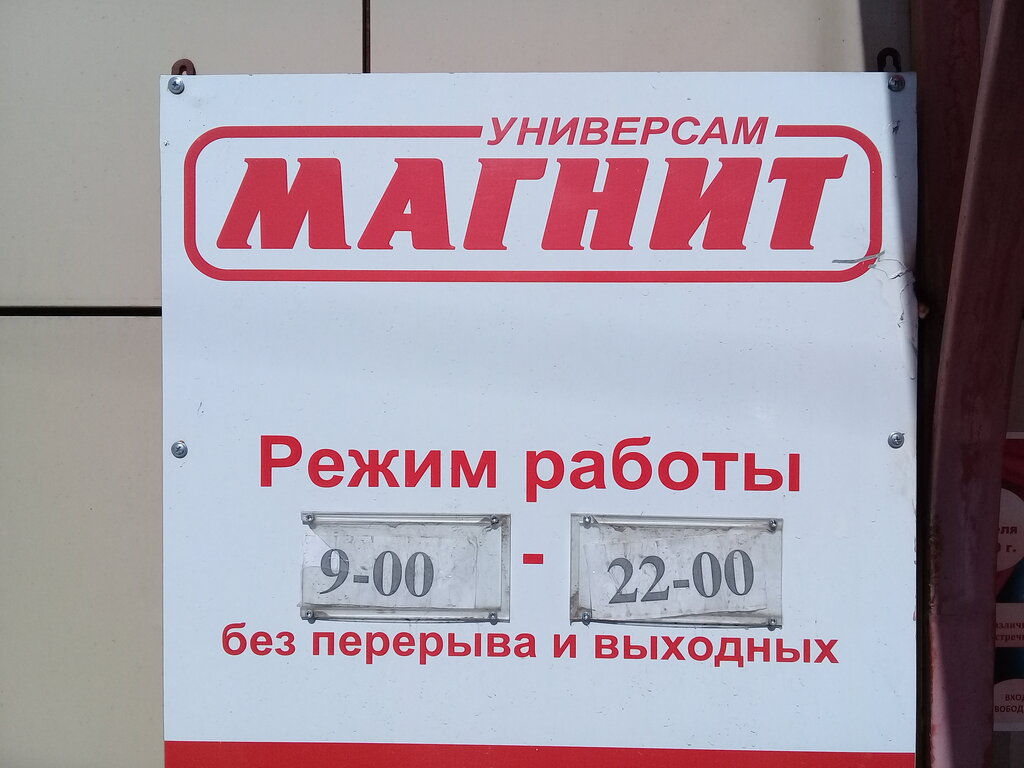 УНИВЕРСАМ
МАГНИТ
Режим работы
9-00 - 22-00
без перерыва и выходных